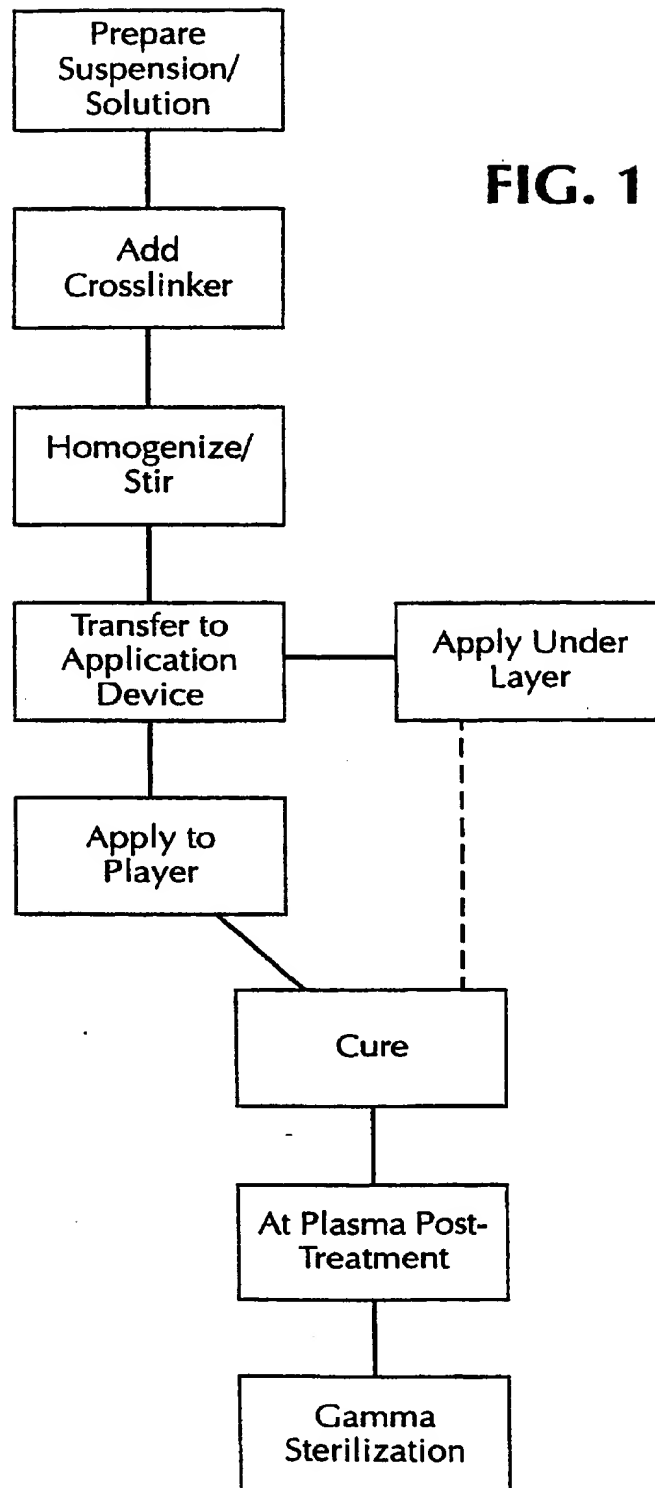 Prepare
Suspension/
Solution
FIG. 1
Add
Crosslinker
Homogenize/
Stir
Transfer to
Application
Device
Apply Under
Layer
Apply to
Player
Cure
At Plasma Post-
Treatment
Gamma
Sterilization